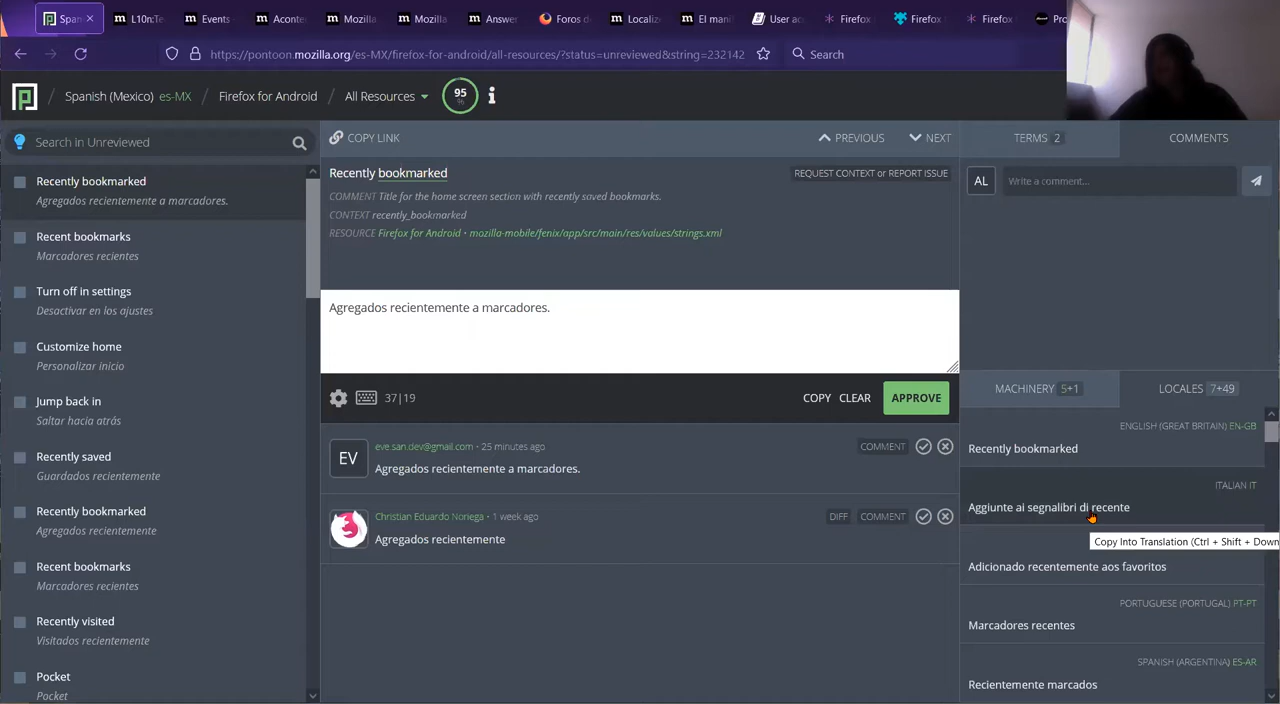 Span
L10n:Te
Events
Aconte
Mozilla
Mozilla
Answer
Foros de
Localize
El mani
User acc
Firefox
Firefox
Firefox
Pro
https://pontoon.mozilla.org/es-MX/firefox-for-android/all-resources/?status=unreviewed&string=232142
Search
/ Spanish (Mexico) es-MX / Firefox for Android / All Resources
95 %
Search in Unreviewed
Recently bookmarked
Agregados recientemente a marcadores.
Recent bookmarks
Marcadores recientes
Turn off in settings
Desactivar en los ajustes
Customize home
Personalizar inicio
Jump back in
Saltar hacia atrás
Recently saved
Guardados recientemente
Recently bookmarked
Agregados recientemente
Recent bookmarks
Marcadores recientes
Recently visited
Visitados recientemente
Pocket
Pocket
COPY LINK
PREVIOUS
NEXT
Recently bookmarked
REQUEST CONTEXT or REPORT ISSUE
COMMENT Title for the home screen section with recently saved bookmarks.
CONTEXT recently_bookmarked
RESOURCE Firefox for Android • mozilla-mobile/fenix/app/src/main/res/values/strings.xml
Agregados recientemente a marcadores.
37|19
COPY
CLEAR
APPROVE
EV
eve.san.dev@gmail.com • 25 minutes ago
COMMENT
Agregados recientemente a marcadores.
Christian Eduardo Noriega • 1 week ago
DIFF
COMMENT
Agregados recientemente
TERMS 2
COMMENTS
AL
Write a comment...
MACHINERY 5+1
LOCALES 7+49
ENGLISH (GREAT BRITAIN) EN-GB
Recently bookmarked
ITALIAN IT
Aggiunte ai segnalibri di recente
Copy Into Translation (Ctrl + Shift + Down
Adicionado recentemente aos favoritos
PORTUGUESE (PORTUGAL) PT-PT
Marcadores recentes
SPANISH (ARGENTINA) ES-AR
Recientemente marcados